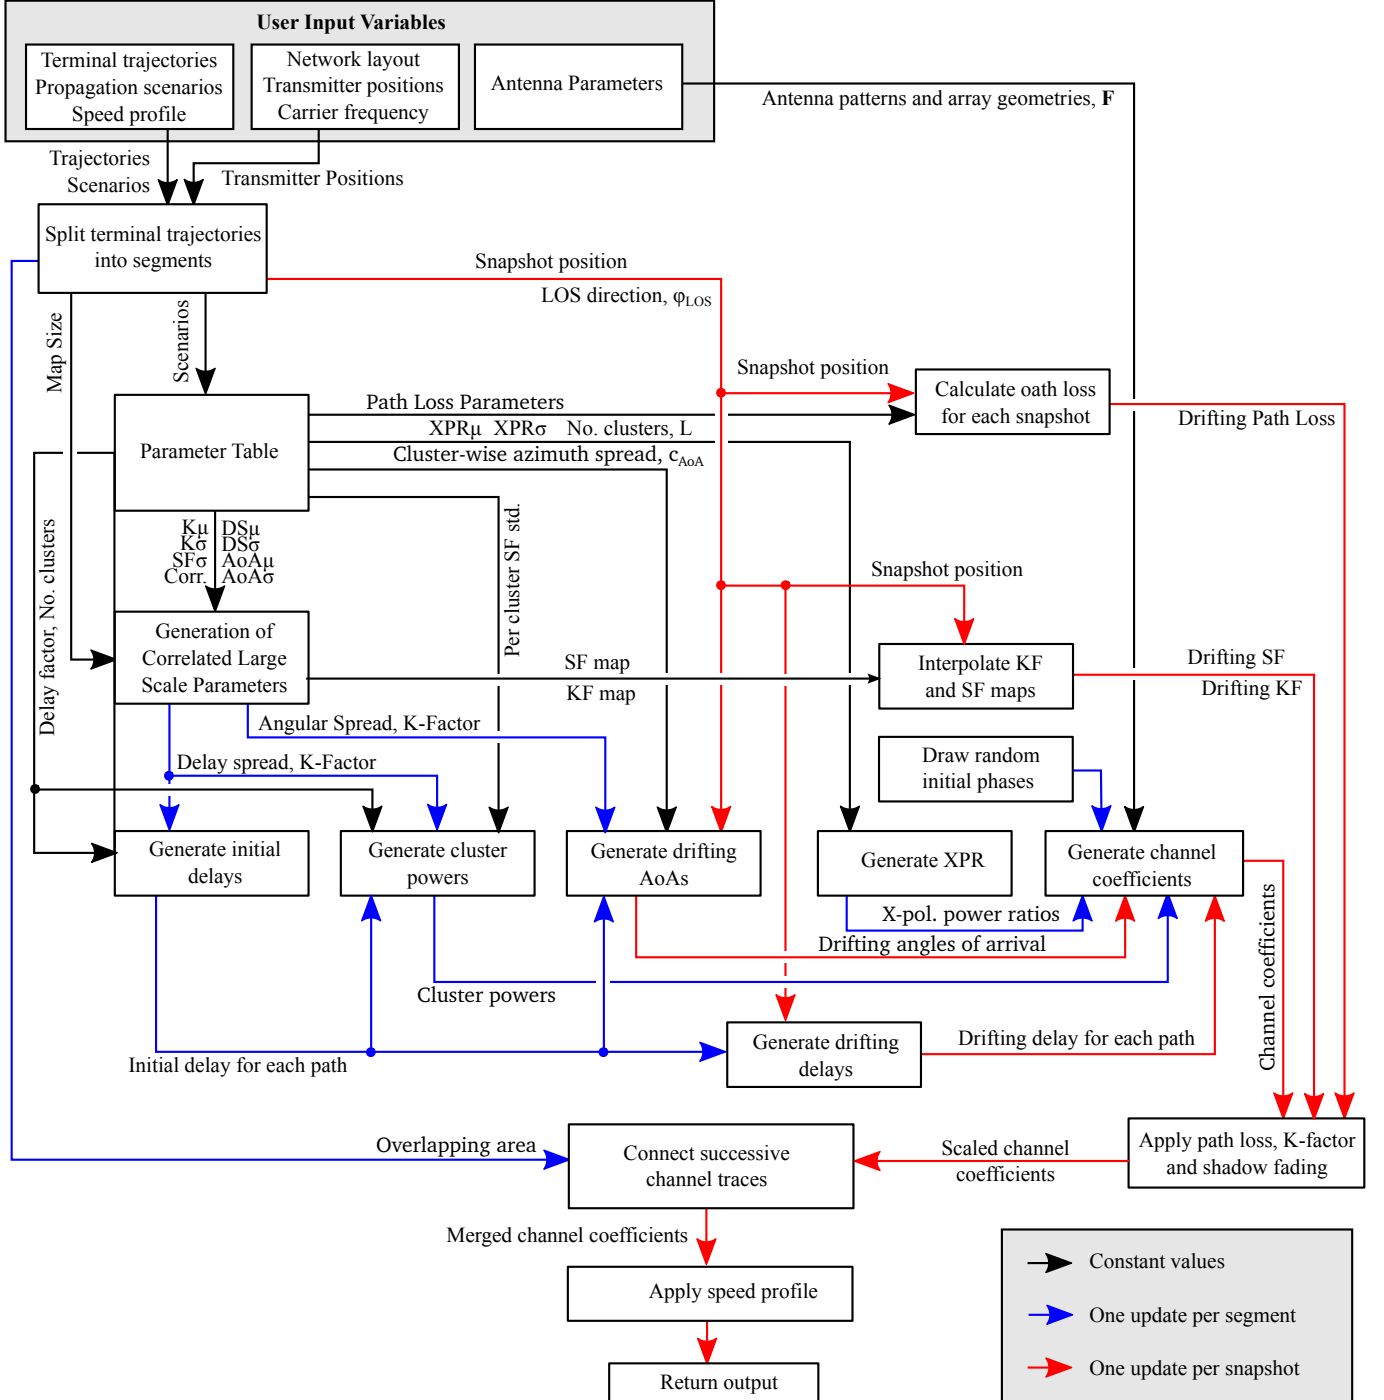 User Input Variables
Terminal trajectories
Propagation scenarios
Speed profile
Network layout
Transmitter positions
Carrier frequency
Antenna Parameters
Antenna patterns and array geometries, F
Trajectories
Scenarios
Transmitter Positions
Split terminal trajectories
into segments
Snapshot position
LOS direction, φLOS
Map Size
Scenarios
Snapshot position
Calculate oath loss
for each snapshot
Drifting Path Loss
Parameter Table
Path Loss Parameters
XPRμ XPRσ No. clusters, L
Cluster-wise azimuth spread, cAoA
Kμ DSμ
Kσ DSσ
SFσ AoAμ
Corr. AoAσ
Per cluster SF std.
Delay factor, No. clusters
Snapshot position
Generation of
Correlated Large
Scale Parameters
SF map
KF map
Interpolate KF
and SF maps
Drifting SF
Drifting KF
Angular Spread, K-Factor
Delay spread, K-Factor
Draw random
initial phases
Generate initial
delays
Generate cluster
powers
Generate drifting
AoAs
Generate XPR
Generate channel
coefficients
X-pol. power ratios
Drifting angles of arrival
Cluster powers
Channel coefficients
Initial delay for each path
Generate drifting
delays
Drifting delay for each path
Overlapping area
Connect successive
channel traces
Scaled channel
coefficients
Apply path loss, K-factor
and shadow fading
Merged channel coefficients
Apply speed profile
Return output
Constant values
One update per segment
One update per snapshot